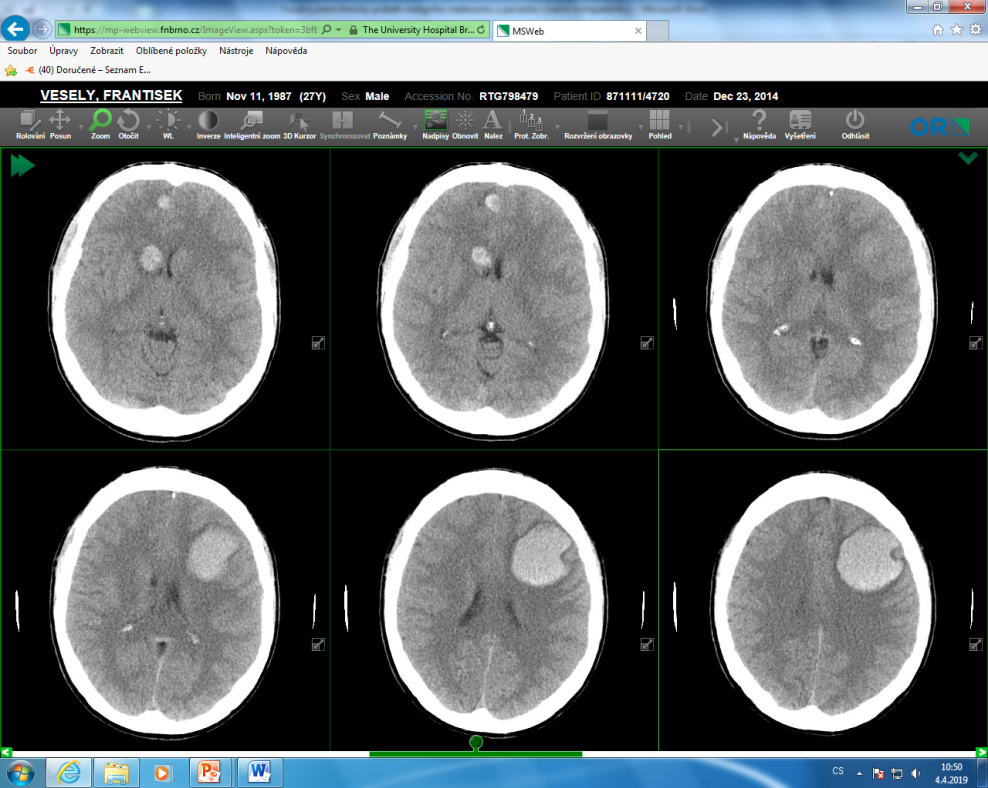 https://mp-webview.fnbrno.cz/ImageView.aspx?token=3bft
The University Hospital Br...
MSWeb
Soubor Úpravy Zobrazit Oblíbené položky Nástroje Nápověda
(40) Doručené – Seznam E...
VESELY, FRANTISEK Born Nov 11, 1987 (27Y) Sex Male Accession No. RTG798479 Patient ID 871111/4720 Date Dec 23, 2014
Rolování Posun Zoom Otočit WL Inverze Inteligentní zoom 3D Kurzor Synchronizovat Poznámky Nadpisy Obnovit Nalez Prot. Zobr. Rozvržení obrazovky Pohled Nápověda Vyšetření Odhlásit
CS
10:50
4.4.2019